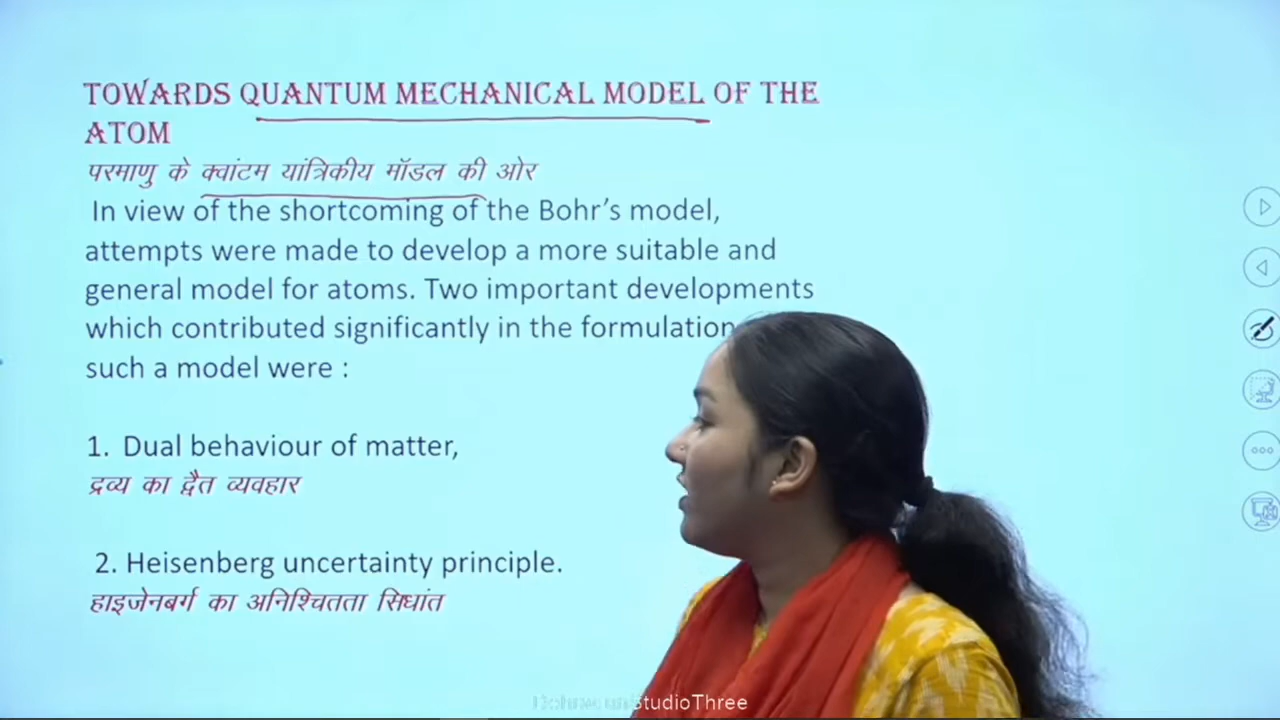 TOWARDS QUANTUM MECHANICAL MODEL OF THE
ATOM
परमाणु के क्वांटम यांत्रिकीय मॉडल की ओर
In view of the shortcoming of the Bohr’s model,
attempts were made to develop a more suitable and
general model for atoms. Two important developments
which contributed significantly in the formulation
such a model were :
1. Dual behaviour of matter,
द्रव्य का द्वैत व्यवहार
2. Heisenberg uncertainty principle.
हाइजेनबर्ग का अनिश्चितता सिधांत
StudioThree